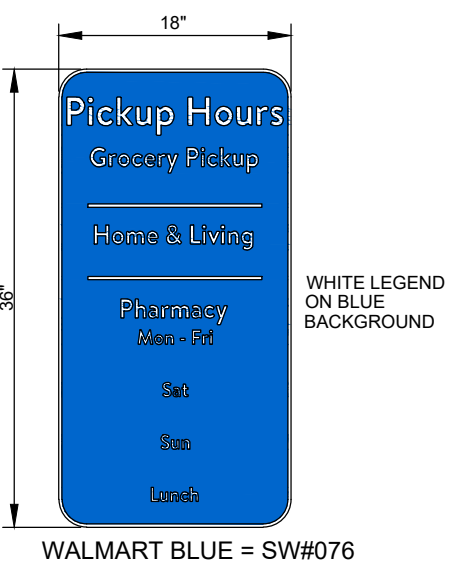 18"
36"
Pickup Hours
Grocery Pickup
Home & Living
Pharmacy
Mon - Fri
Sat
Sun
Lunch
WHITE LEGEND
ON BLUE
BACKGROUND
WALMART BLUE = SW#076